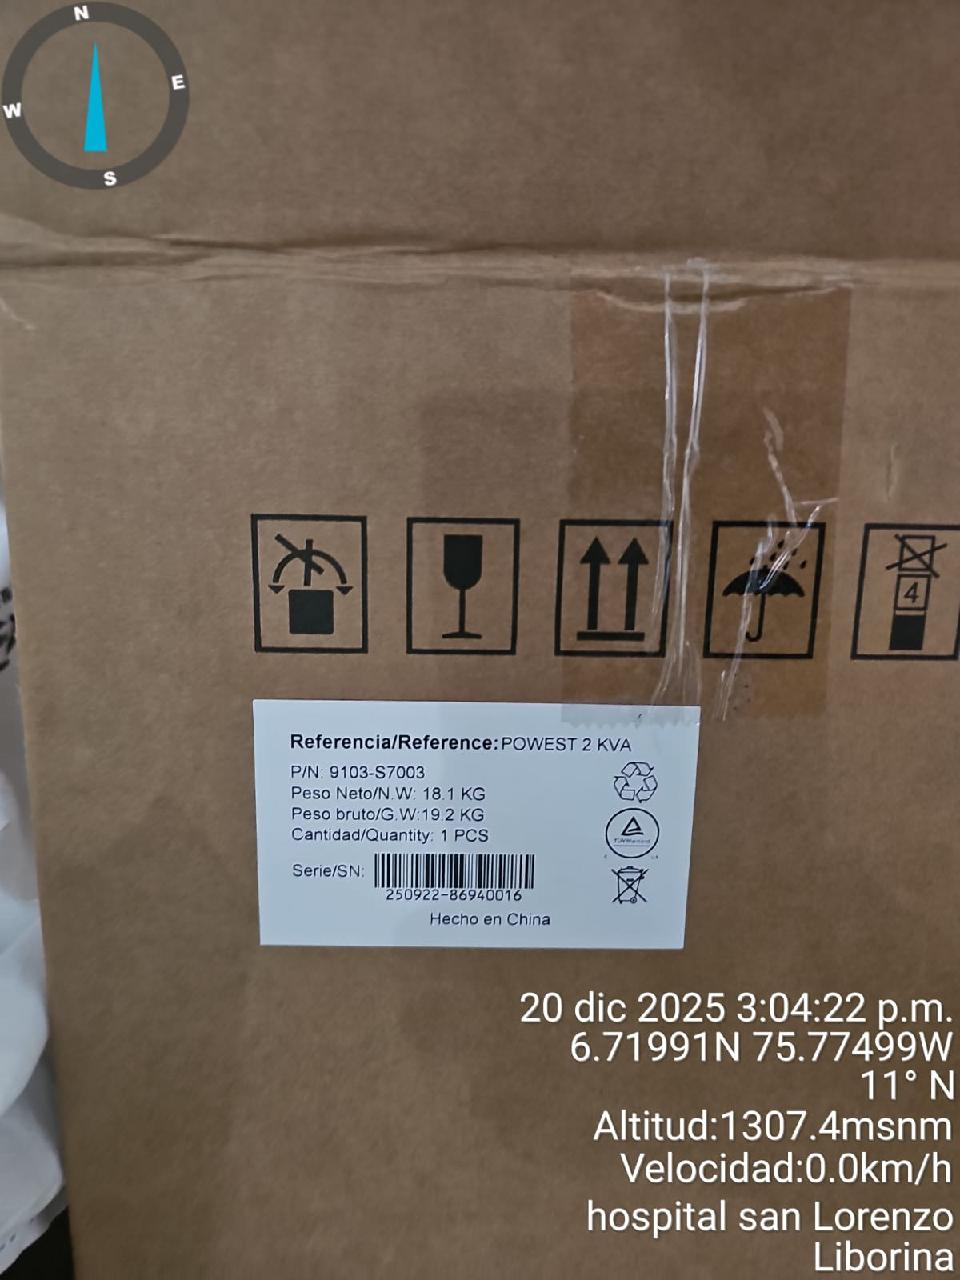 N
E
W
S
4
Referencia/Reference: POWEST 2 KVA
P/N: 9103-S7003
Peso Neto/N.W: 18.1 KG
Peso bruto/G.W:19.2 KG
Cantidad/Quantity: 1 PCS
Serie/SN:
250922-86940016
Hecho en China
20 dic 2025 3:04:22 p.m.
6.71991N 75.77499W
11° N
Altitud:1307.4msnm
Velocidad:0.0km/h
hospital san Lorenzo
Liborina